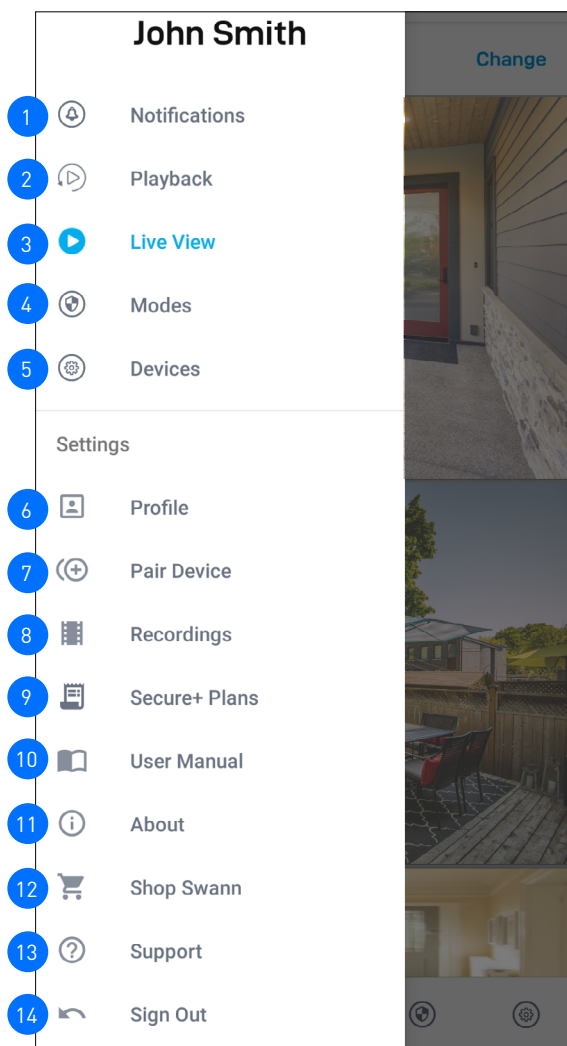 John Smith
Change
1 Notifications
2 Playback
3 Live View
4 Modes
5 Devices
Settings
6 Profile
7 Pair Device
8 Recordings
9 Secure+ Plans
10 User Manual
11 About
12 Shop Swann
13 Support
14 Sign Out